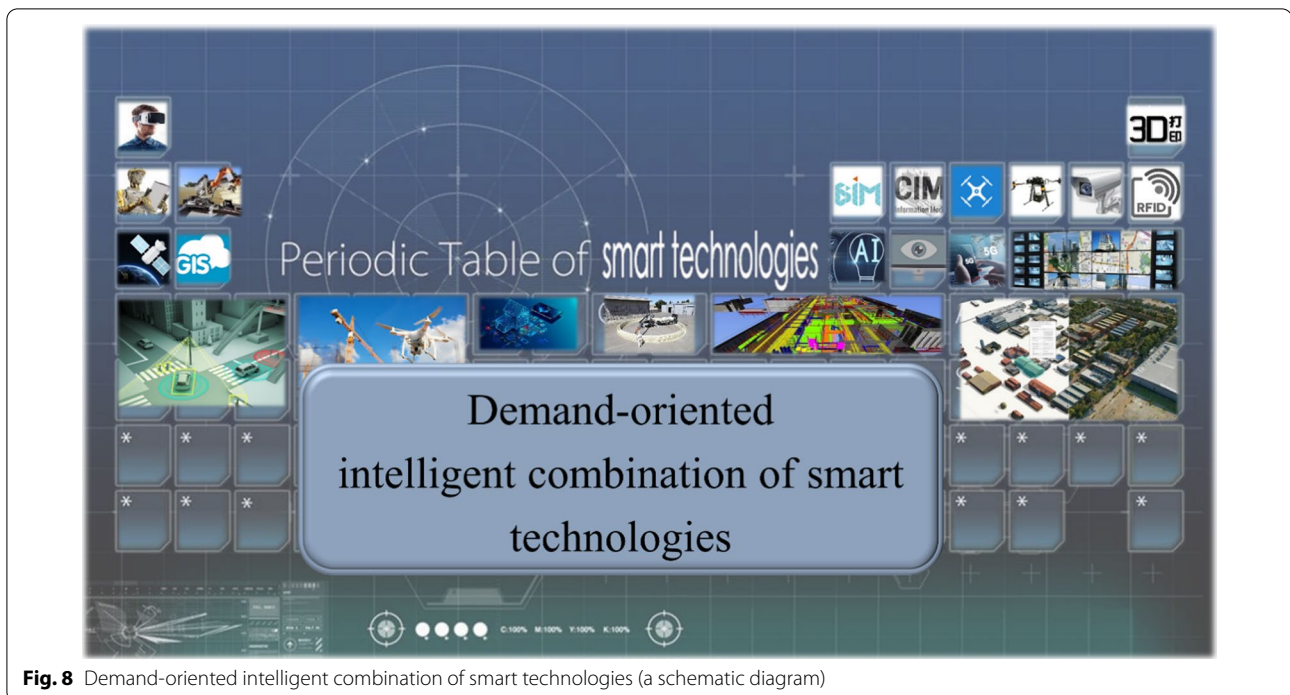 3D打印
BIM
CIM
RFID
GIS
Periodic Table of smart technologies
AI
5G
5G
* * * * * * *
Demand-oriented
intelligent combination of smart
technologies
* * * * * *
C:100% M:100% Y:100% K:100%
Fig. 8 Demand-oriented intelligent combination of smart technologies (a schematic diagram)